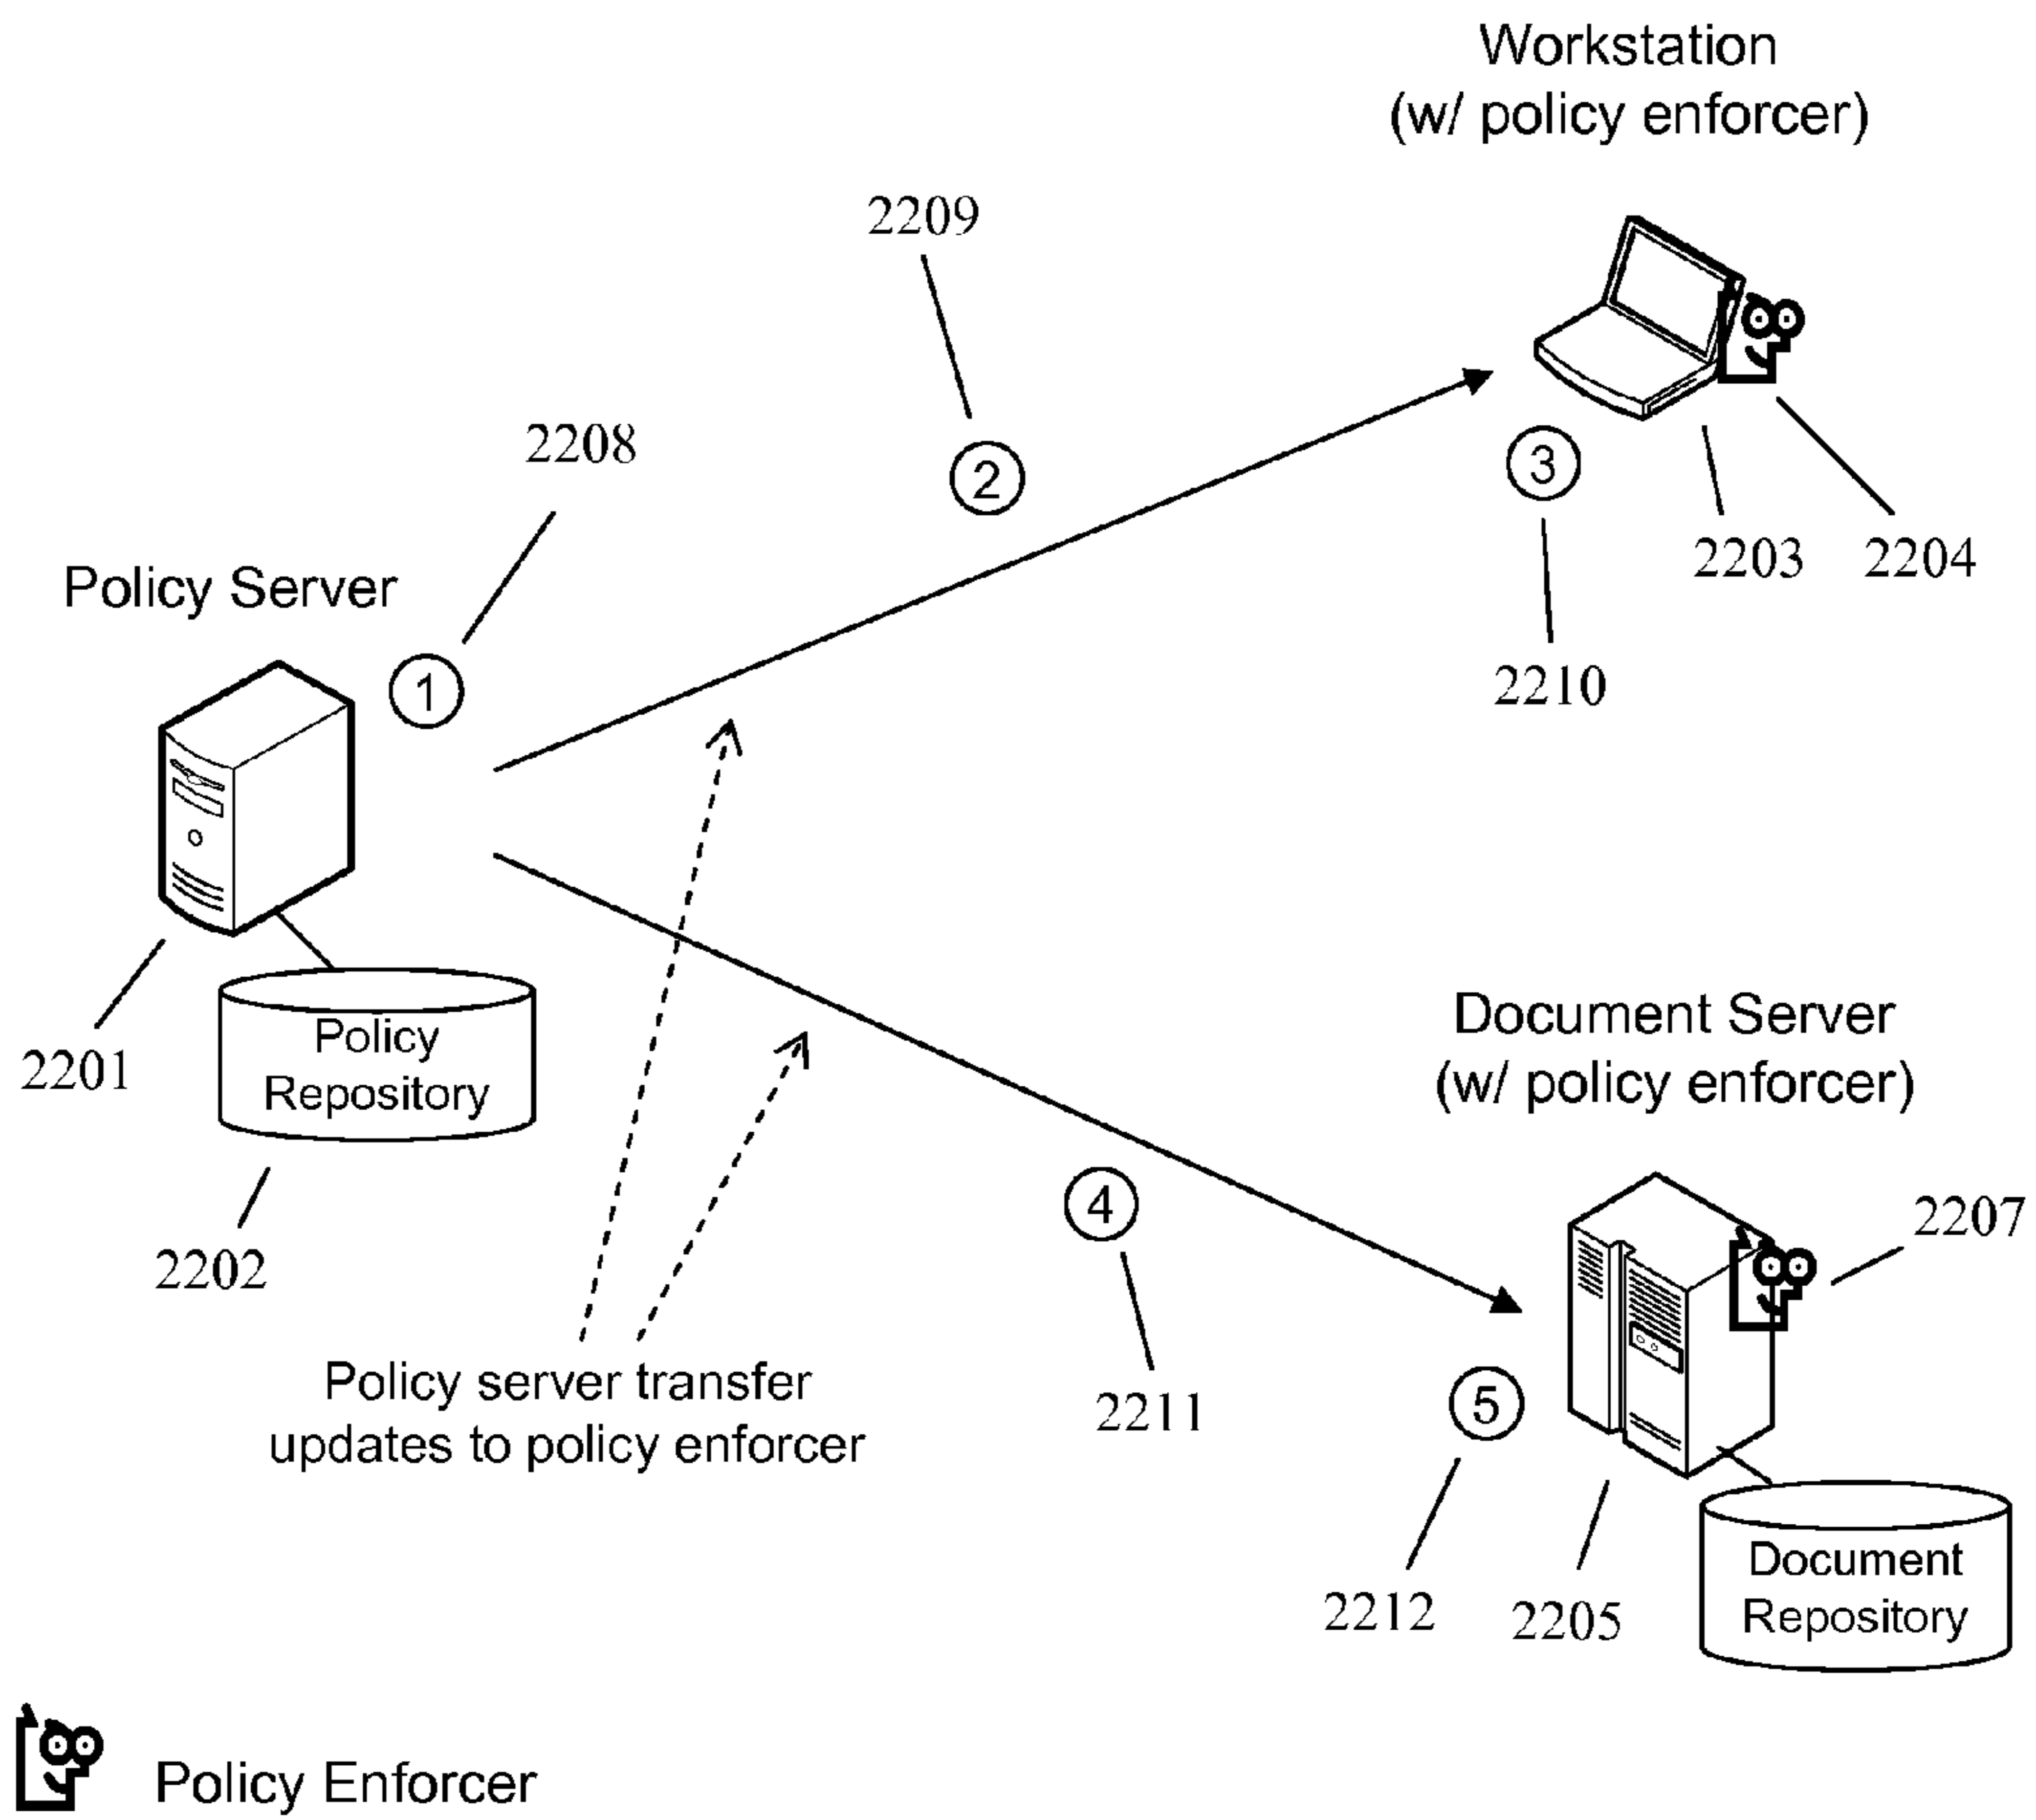 Workstation
(w/ policy enforcer)
2209
2208
2
3
2203
2204
Policy Server
1
2210
2201
Policy
Repository
2202
Document Server
(w/ policy enforcer)
4
2207
Policy server transfer
updates to policy enforcer
2211
5
2212
2205
Document
Repository
Policy Enforcer